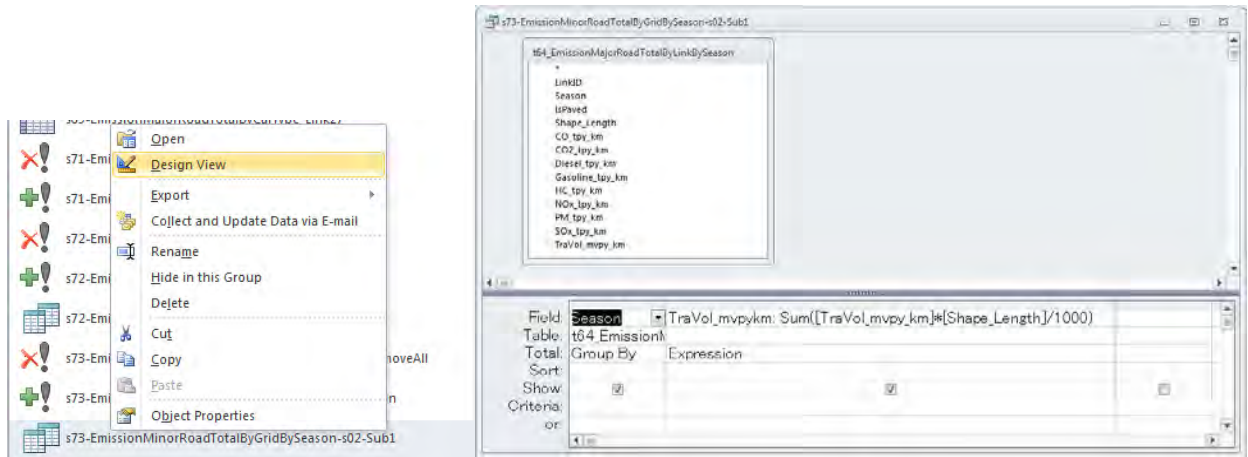 Open
s71-Emi
Design View
s71-Emi
Export
Collect and Update Data via E-mail
s72-Emi
Rename
s72-Emi
Hide in this Group
Delete
s72-Emi
Cut
s73-Emi
Copy
moveAll
Paste
s73-Emi
n
Object Properties
s73-EmissionMinorRoadTotalByGridBySeason-s02-Sub1
s73-EmissionMinorRoadTotalByGridBySeason-s02-Sub1
t64_EmissionMajorRoadTotalByLinkBySeason
*
LinkID
Season
IsPaved
Shape_Length
CO_tpy_km
CO2_tpy_km
Diesel_tpy_km
Gasoline_tpy_km
HC_tpy_km
NOx_tpy_km
PM_tpy_km
SOx_tpy_km
TraVol_mvpy_km
Field: Season TraVol_mvpykm: Sum([TraVol_mvpy_km]*[Shape_Length]/1000)
Table: t64_EmissionM
Total: Group By Expression
Sort:
Show:
Criteria:
or: